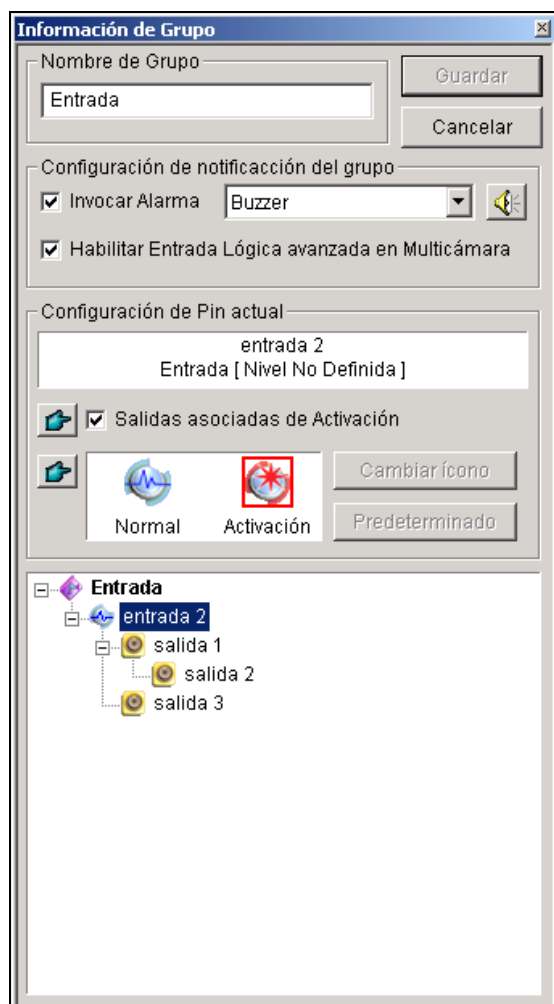 Información de Grupo
Nombre de Grupo
Entrada
Guardar
Cancelar
Configuración de notificacción del grupo
Invocar Alarma
Buzzer
Habilitar Entrada Lógica avanzada en Multicámara
Configuración de Pin actual
entrada 2
Entrada [ Nivel No Definida ]
Salidas asociadas de Activación
Normal
Activación
Cambiar ícono
Predeterminado
Entrada
entrada 2
salida 1
salida 2
salida 3